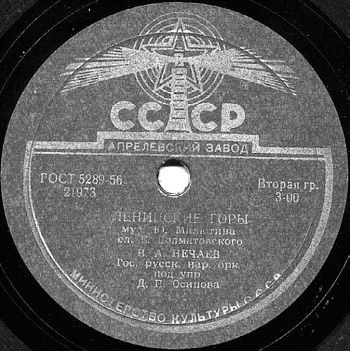 СССР
АПРЕЛЕВСКИЙ ЗАВОД
ГОСТ 5289-56
21973
Вторая гр.
3-00
ЛЕНИНСКИЕ ГОРЫ
муз. Ю. Милютина
сл. Е. Долматовского
В. А. НЕЧАЕВ
Гос. русск. нар. орк
под упр.
Д. П. Осипова
МИНИСТЕРСТВО КУЛЬТУРЫ СССР